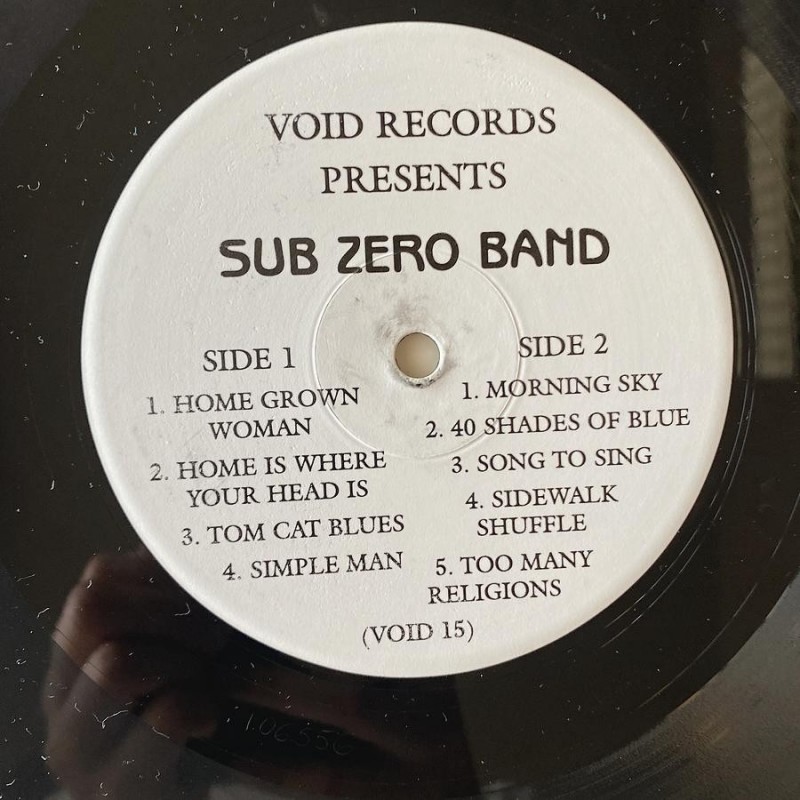 VOID RECORDS
PRESENTS
SUB ZERO BAND
SIDE 1
1. HOME GROWN
WOMAN
2. HOME IS WHERE
YOUR HEAD IS
3. TOM CAT BLUES
4. SIMPLE MAN
SIDE 2
1. MORNING SKY
2. 40 SHADES OF BLUE
3. SONG TO SING
4. SIDEWALK
SHUFFLE
5. TOO MANY
RELIGIONS
(VOID 15)